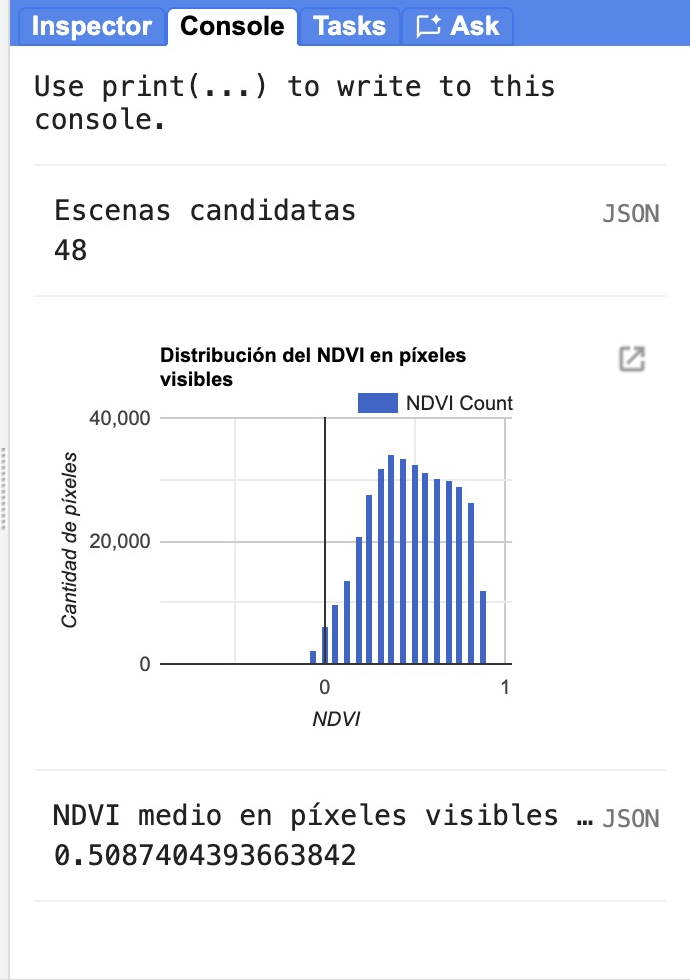 Inspector Console Tasks Ask
Use print(...) to write to this
console.
Escenas candidatas JSON
48
Distribución del NDVI en píxeles
visibles
NDVI Count
40,000
20,000
0
Cantidad de píxeles
0 1
NDVI
NDVI medio en píxeles visibles … JSON
0.5087404393663842